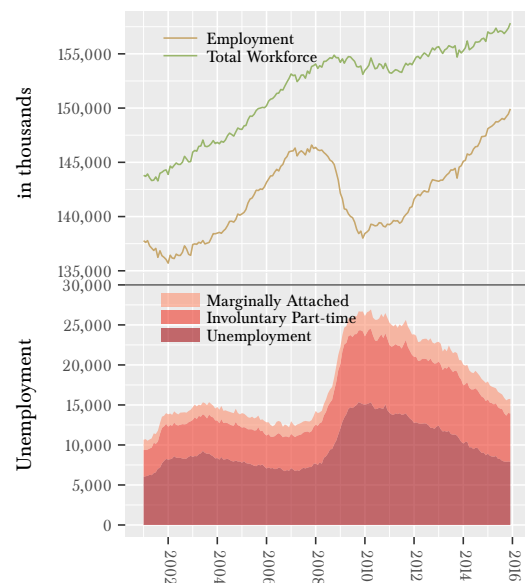 Employment
Total Workforce
155,000
150,000
145,000
140,000
135,000
in thousands
30,000
25,000
20,000
15,000
10,000
5,000
0
Marginally Attached
Involuntary Part-time
Unemployment
Unemployment
2002
2004
2006
2008
2010
2012
2014
2016